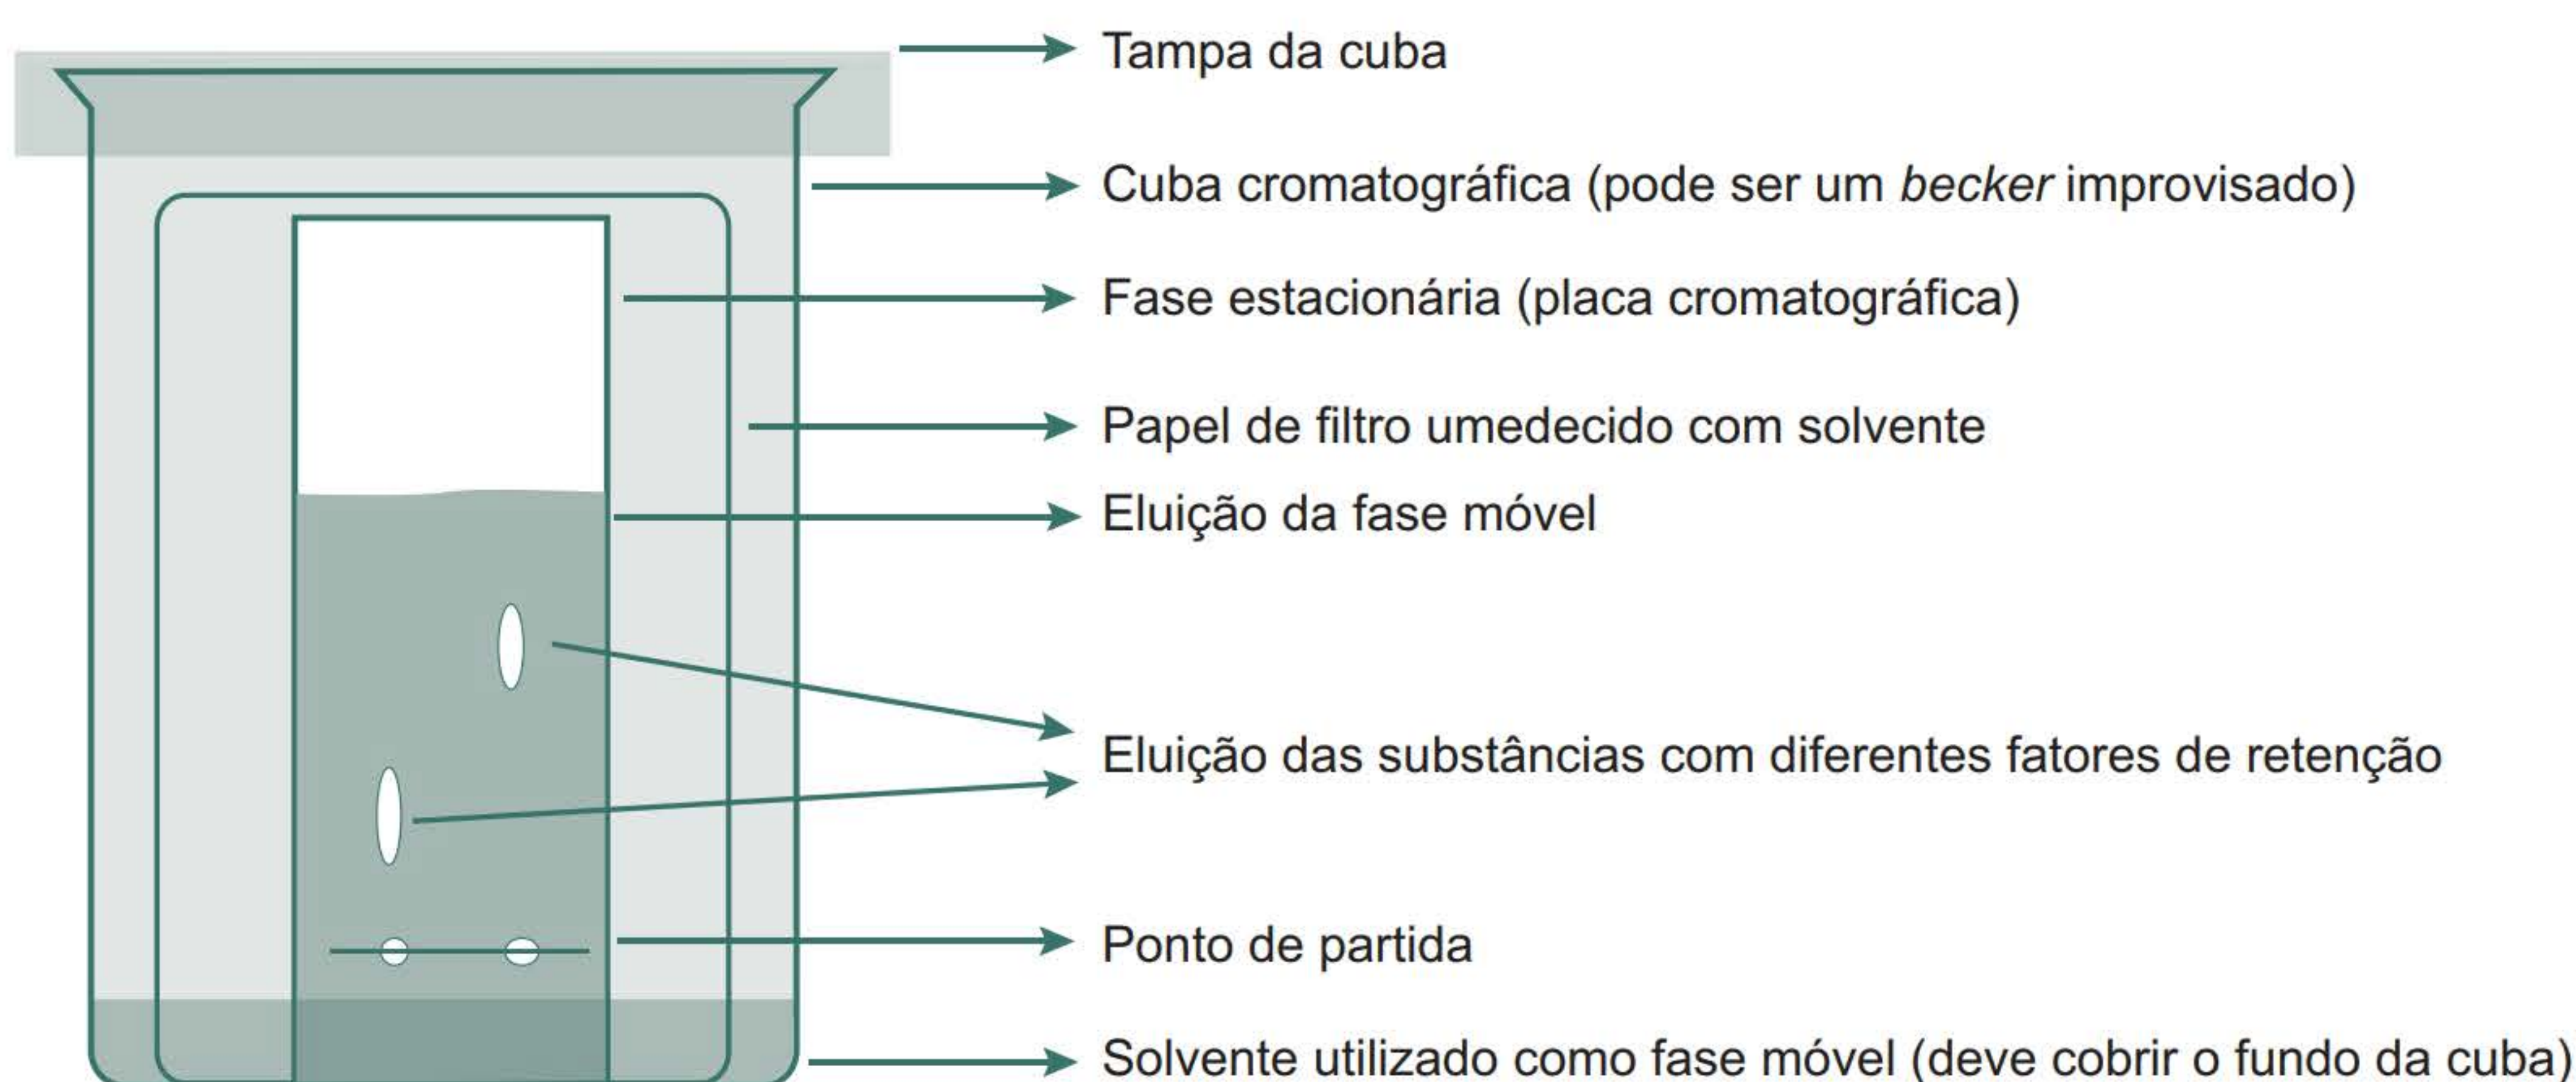 Tampa da cuba
Cuba cromatográfica (pode ser um becker improvisado)
Fase estacionária (placa cromatográfica)
Papel de filtro umedecido com solvente
Eluição da fase móvel
Eluição das substâncias com diferentes fatores de retenção
Ponto de partida
Solvente utilizado como fase móvel (deve cobrir o fundo da cuba)